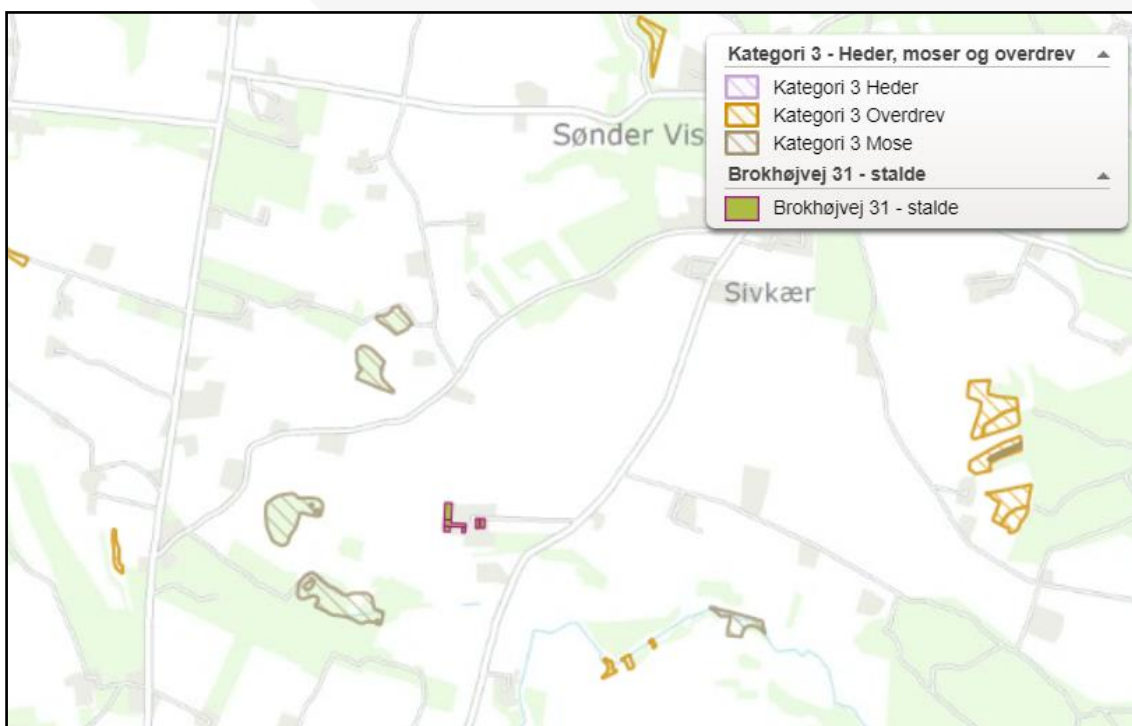 Kategori 3 - Heder, moser og overdrev
Kategori 3 Heder
Kategori 3 Overdrev
Kategori 3 Mose
Brokhøjvej 31 - stalde
Brokhøjvej 31 - stalde
Sønder Vis
Sivkær